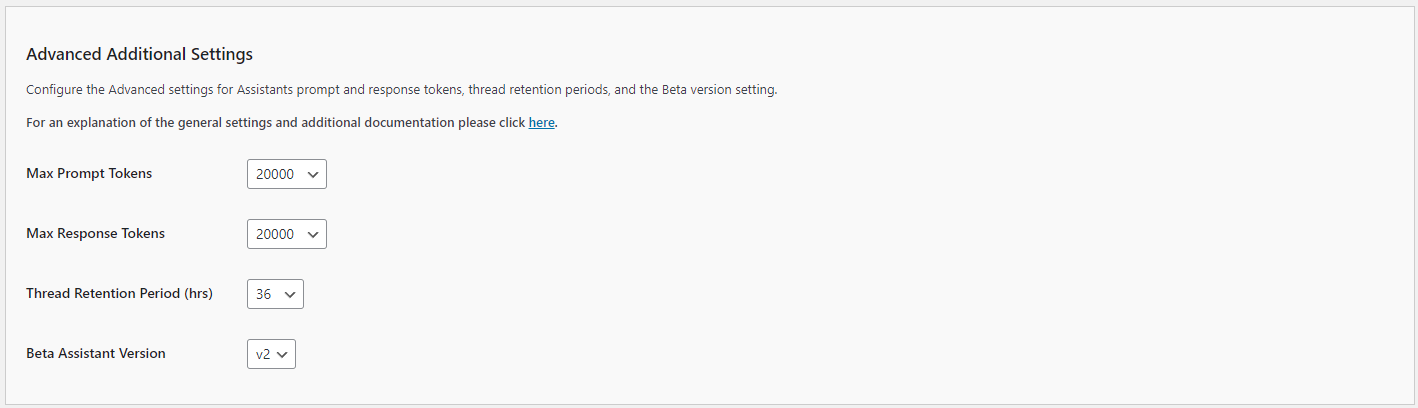 Advanced Additional Settings
Configure the Advanced settings for Assistants prompt and response tokens, thread retention periods, and the Beta version setting.
For an explanation of the general settings and additional documentation please click here.
Max Prompt Tokens 20000
Max Response Tokens 20000
Thread Retention Period (hrs) 36
Beta Assistant Version v2